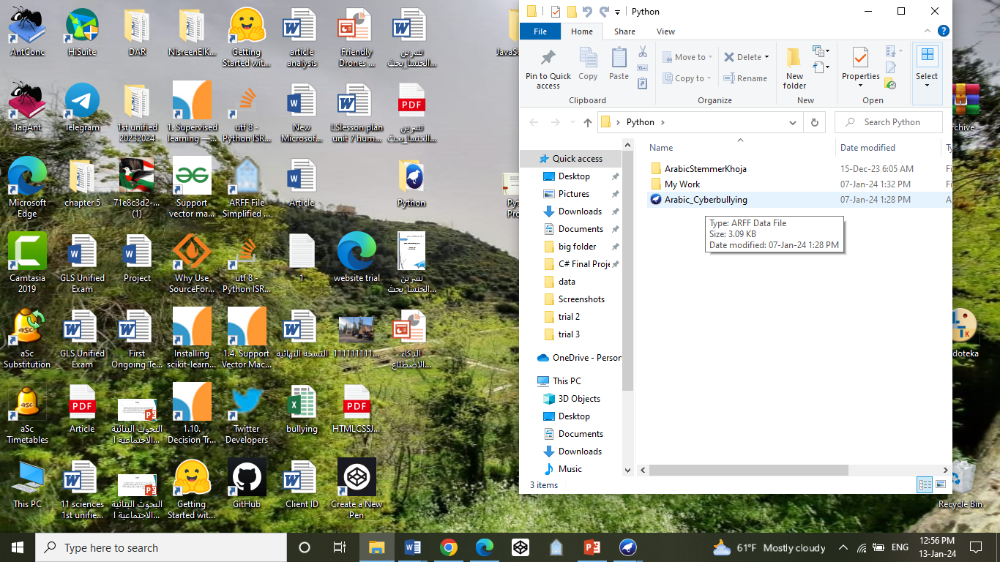 AntConc
HiSuite
DAR
NisreenElK...
Getting
Started wit...
article
analysis
Friendly
Drones ...
نسرين
الخنسا_بحث...
JavaSc
TagAnt
Telegram
1st unified
20232024
1. Supervised
learning —...
utf 8 -
Python ISR...
New
Microsof...
LSlesson plan
unit 7 hum...
PDF
نسرين
الخنسا_بحث...
rchive
Microsoft
Edge
chapter 5
71e8c3d2-...
(1)
Support
vector ma...
ARFF File
Simplified ...
Article
Python
Pyt
Pro
Camtasia
2019
GLS Unified
Exam
Project
Why Use
SourceFor...
utf 8 -
Python ISR...
1
website trial
نسرين
الخنسا_بحث...
aSc
Substitution
GLS Unified
Exam
First
Ongoing Te...
Installing
scikit-learn...
1.4. Support
Vector Mac...
النسخة النهائية
111111111...
الذكاء
الاصطناع...
doteka
aSc
Timetables
PDF
Article
البحوث البنائية
الاجتماعية ا...
1.10.
Decision Tr...
Twitter
Developers
bullying
PDF
HTMLCSSJ...
This PC
11 sciences
1st unifie...
البحوث البنائية
الاجتماعية ا...
Getting
Started wit...
GitHub
Client ID
Create a New
Pen
Recycle Bin
Python
File
Home
Share
View
Pin to Quick
access
Copy
Paste
Clipboard
Move to
Copy to
Delete
Rename
Organize
New
folder
New
Properties
Open
Select
Python
Search Python
Quick access
Desktop
Pictures
Downloads
Documents
big folder
C# Final Proje
data
Screenshots
trial 2
trial 3
OneDrive - Person
This PC
3D Objects
Desktop
Documents
Downloads
Music
Name Date modified Ty
ArabicStemmerKhoja 15-Dec-23 6:05 AM Fi
My Work 07-Jan-24 1:32 PM Fi
Arabic_Cyberbullying 07-Jan-24 1:28 PM A
Type: ARFF Data File
Size: 3.09 KB
Date modified: 07-Jan-24 1:28 PM
3 items
Type here to search
61°F Mostly cloudy
ENG
12:56 PM
13-Jan-24